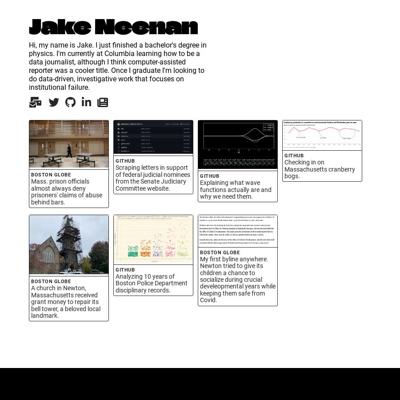 Jake Neenan
Hi, my name is Jake. I just finished a bachelor's degree in
physics. I'm currently at Columbia learning how to be a
data journalist, although I think computer-assisted
reporter was a cooler title. Once I graduate I'm looking to
do data-driven, investigative work that focuses on
institutional failure.
BOSTON GLOBE
Mass. prison officials
almost always deny
prisoners' claims of abuse
behind bars.
GITHUB
Scraping letters in support
of federal judicial nominees
from the Senate Judiciary
Committee website.
GITHUB
Explaining what wave
functions actually are and
why we need them.
GITHUB
Checking in on
Massachusetts cranberry
bogs.
BOSTON GLOBE
A church in Newton,
Massachusetts received
grant money to repair its
bell tower, a beloved local
landmark.
GITHUB
Analyzing 10 years of
Boston Police Department
disciplinary records.
BOSTON GLOBE
My first byline anywhere.
Newton tried to give its
children a chance to
socialize during crucial
develeopmental years while
keeping them safe from
Covid.